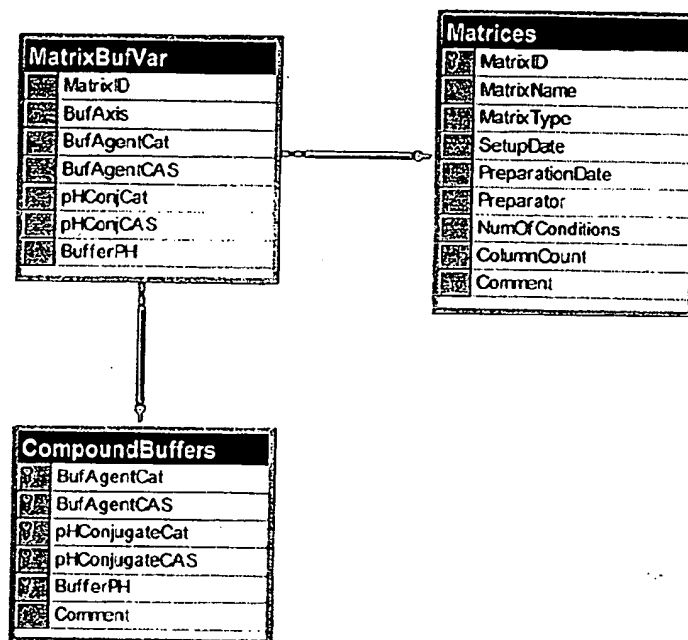 MatrixBufVar
MatrixID
BufAxis
BufAgentCat
BufAgentCAS
pHConjCat
pHConjCAS
BufferPH
Matrices
MatrixID
MatrixName
MatrixType
SetupDate
PreparationDate
Preparator
NumOfConditions
ColumnCount
Comment
CompoundBuffers
BufAgentCat
BufAgentCAS
pHConjugateCat
pHConjugateCAS
BufferPH
Comment